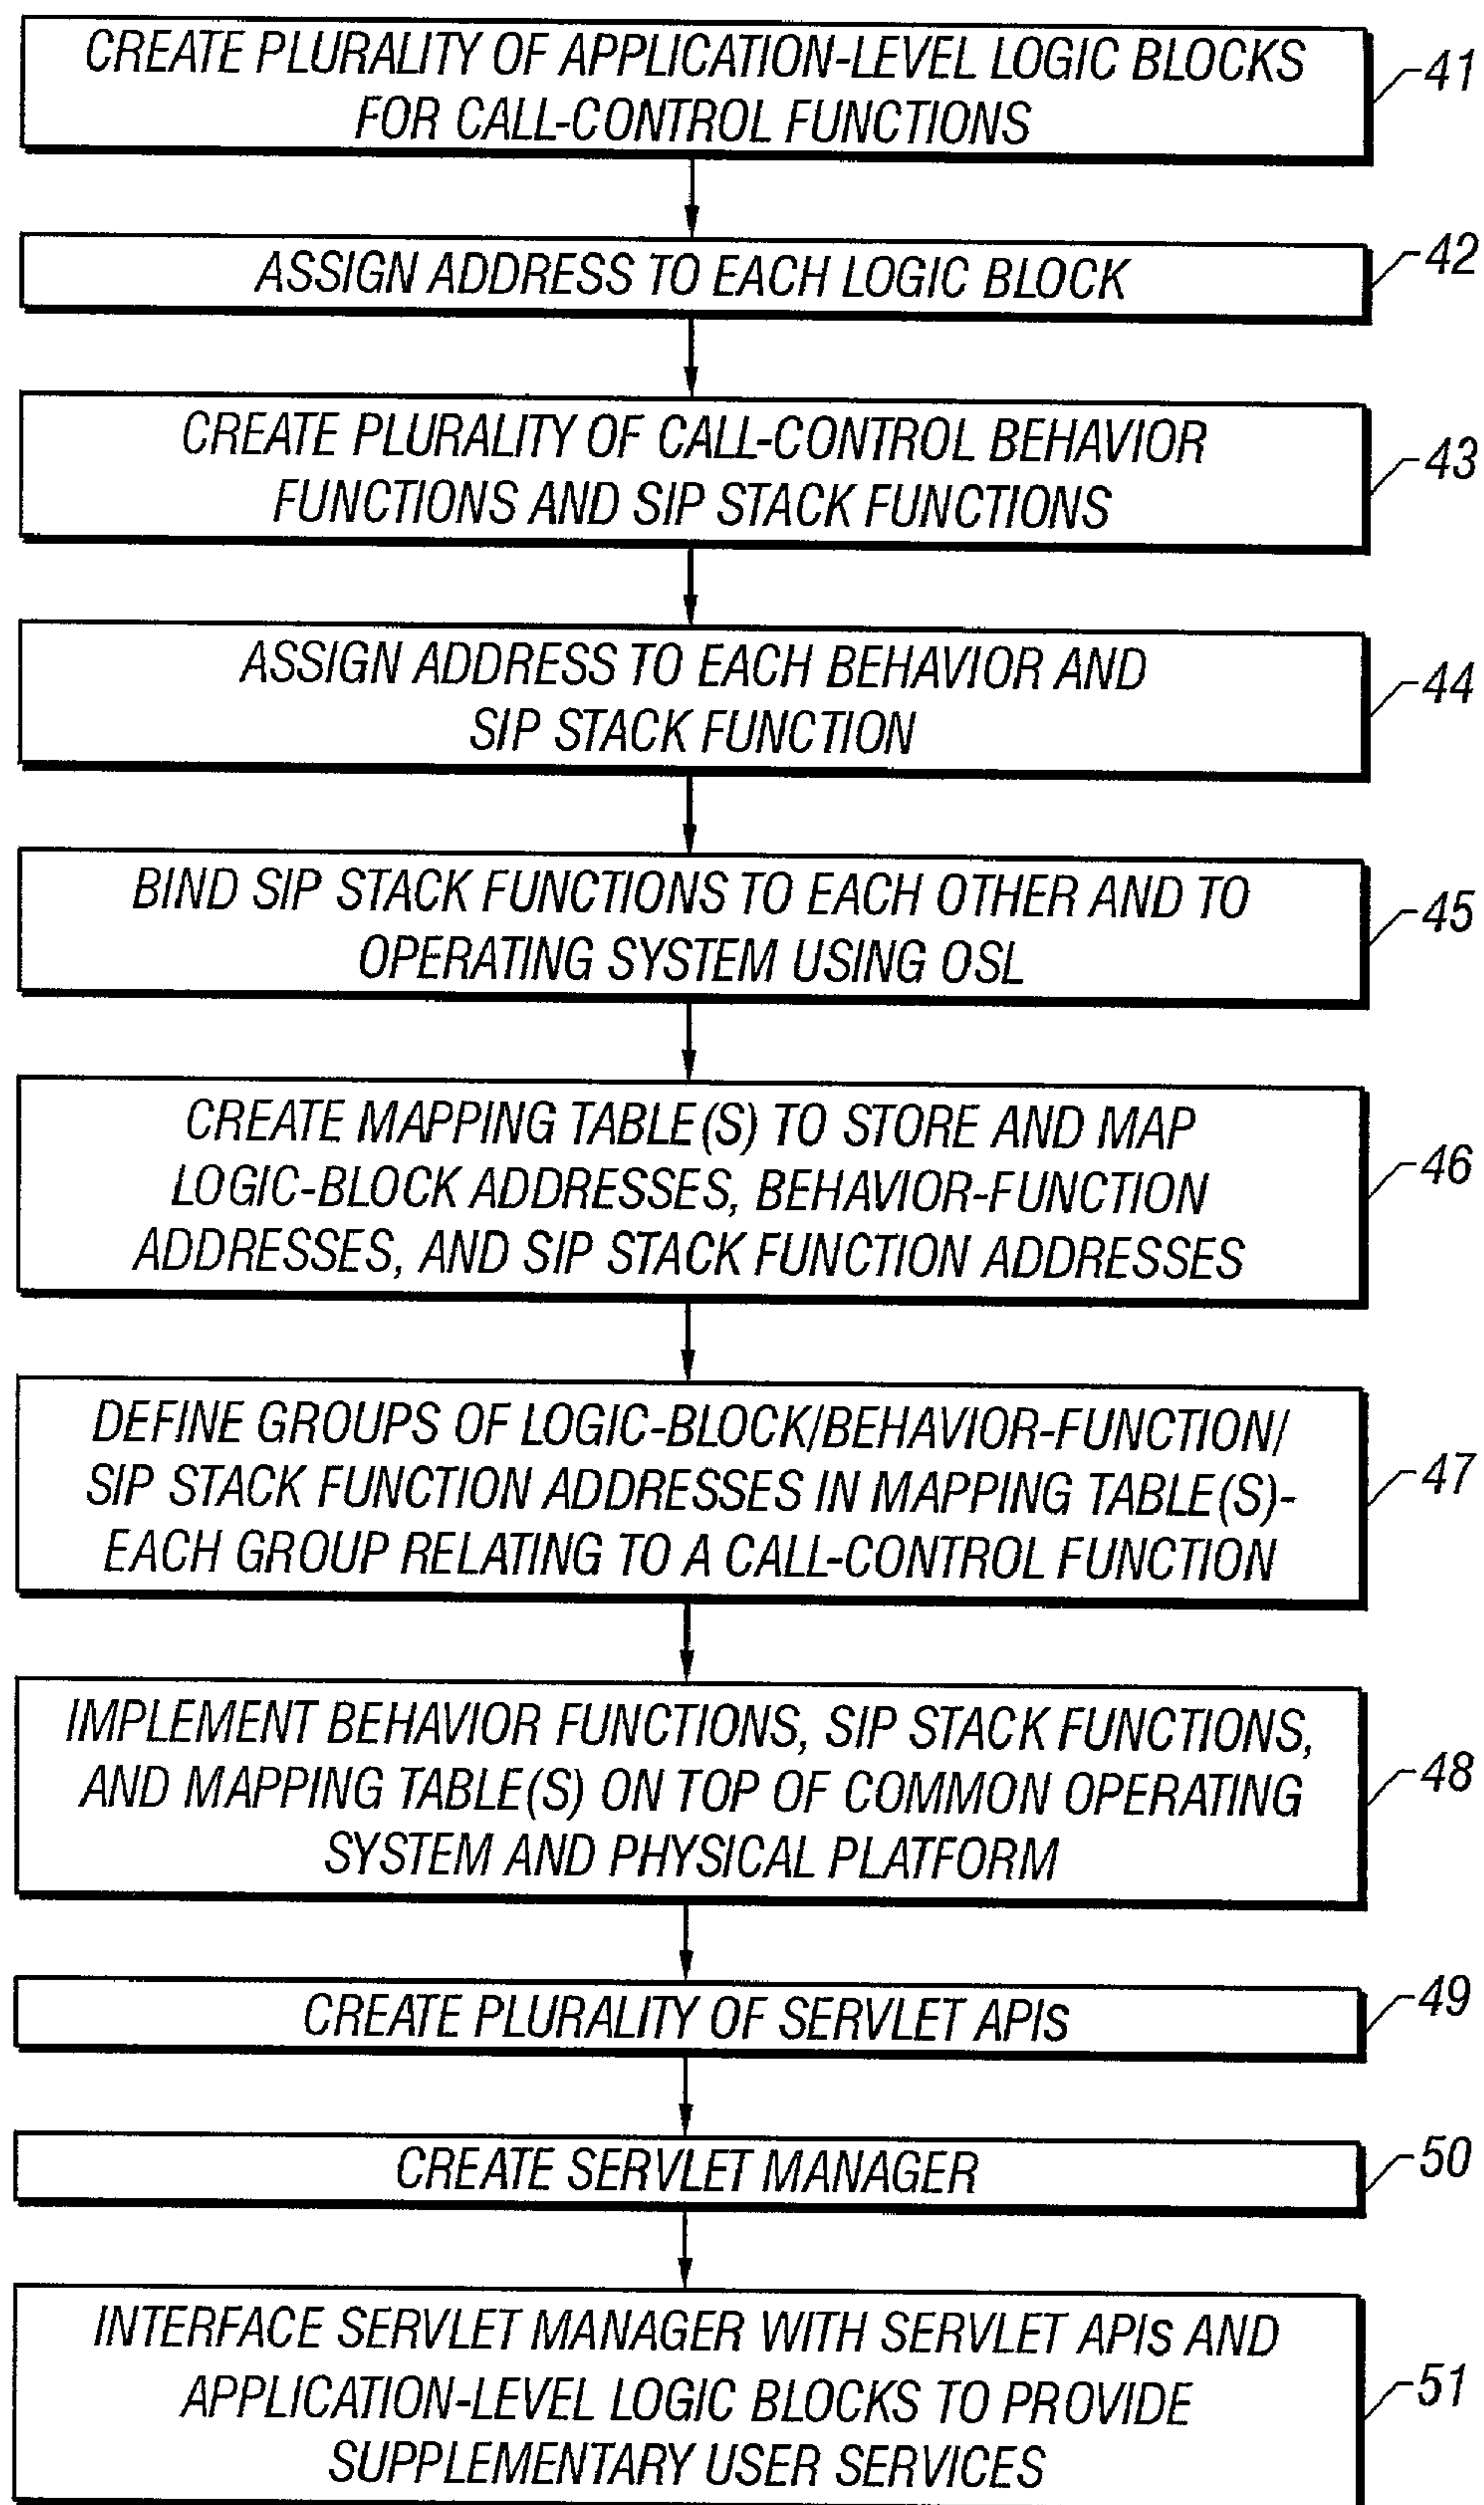 CREATE PLURALITY OF APPLICATION-LEVEL LOGIC BLOCKS
FOR CALL-CONTROL FUNCTIONS
41
ASSIGN ADDRESS TO EACH LOGIC BLOCK
42
CREATE PLURALITY OF CALL-CONTROL BEHAVIOR
FUNCTIONS AND SIP STACK FUNCTIONS
43
ASSIGN ADDRESS TO EACH BEHAVIOR AND
SIP STACK FUNCTION
44
BIND SIP STACK FUNCTIONS TO EACH OTHER AND TO
OPERATING SYSTEM USING OSL
45
CREATE MAPPING TABLE(S) TO STORE AND MAP
LOGIC-BLOCK ADDRESSES, BEHAVIOR-FUNCTION
ADDRESSES, AND SIP STACK FUNCTION ADDRESSES
46
DEFINE GROUPS OF LOGIC-BLOCK/BEHAVIOR-FUNCTION/
SIP STACK FUNCTION ADDRESSES IN MAPPING TABLE(S)-
EACH GROUP RELATING TO A CALL-CONTROL FUNCTION
47
IMPLEMENT BEHAVIOR FUNCTIONS, SIP STACK FUNCTIONS,
AND MAPPING TABLE(S) ON TOP OF COMMON OPERATING
SYSTEM AND PHYSICAL PLATFORM
48
CREATE PLURALITY OF SERVLET APIs
49
CREATE SERVLET MANAGER
50
INTERFACE SERVLET MANAGER WITH SERVLET APIs AND
APPLICATION-LEVEL LOGIC BLOCKS TO PROVIDE
SUPPLEMENTARY USER SERVICES
51